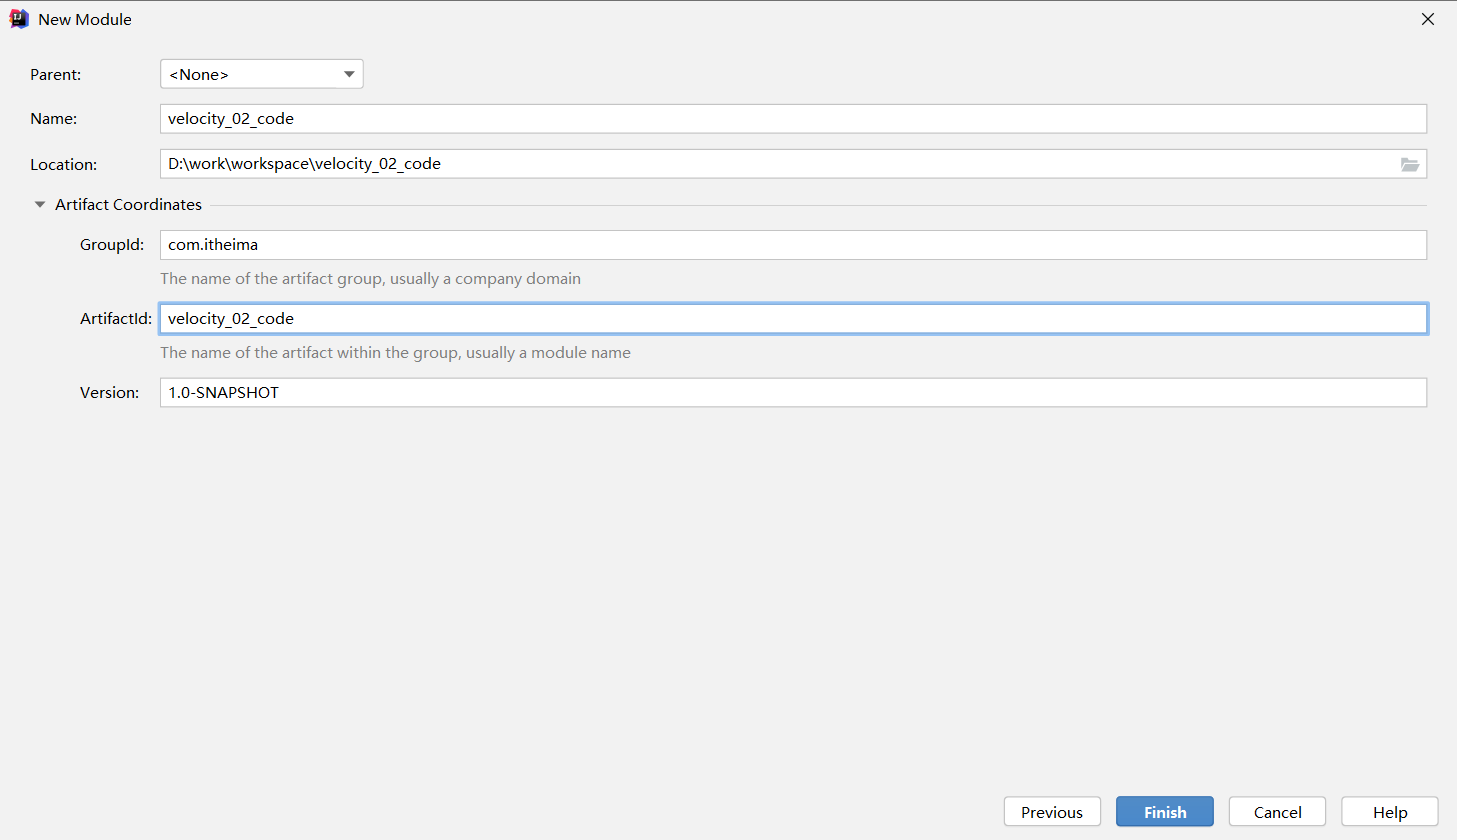 New Module
Parent: <None>
Name: velocity_02_code
Location: D:\work\workspace\velocity_02_code
Artifact Coordinates
GroupId: com.itheima
The name of the artifact group, usually a company domain
ArtifactId: velocity_02_code
The name of the artifact within the group, usually a module name
Version: 1.0-SNAPSHOT
Previous Finish Cancel Help